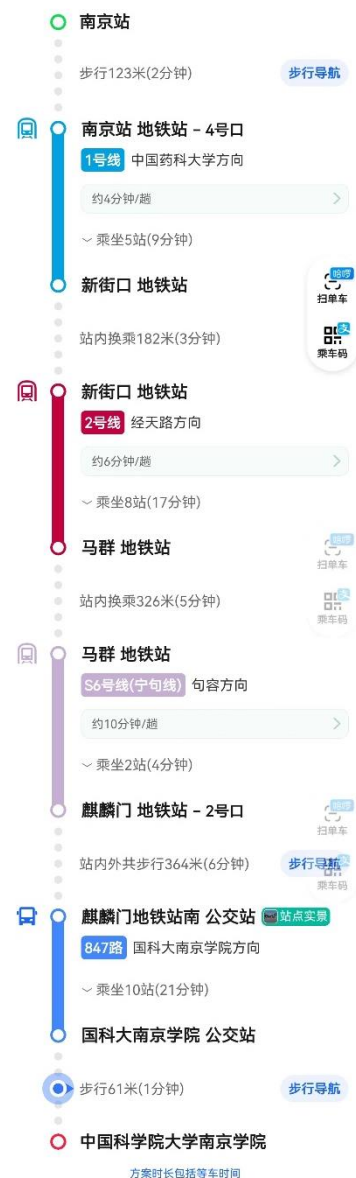 南京站
步行123米(2分钟) 步行导航
南京站 地铁站 - 4号口
1号线 中国药科大学方向
约4分钟/趟
乘坐5站(9分钟)
新街口 地铁站
哈啰
扫单车
站内换乘182米(3分钟)
支
乘车码
新街口 地铁站
2号线 经天路方向
约6分钟/趟
乘坐8站(17分钟)
马群 地铁站
哈啰
扫单车
站内换乘326米(5分钟)
支
乘车码
马群 地铁站
S6号线(宁句线) 句容方向
约10分钟/趟
乘坐2站(4分钟)
麒麟门 地铁站 - 2号口
哈啰
扫单车
站内外共步行364米(6分钟) 步行导航
乘车码
麒麟门地铁站南 公交站 站点实景
847路 国科大南京学院方向
乘坐10站(21分钟)
国科大南京学院 公交站
步行61米(1分钟) 步行导航
中国科学院大学南京学院
方案时长包括等车时间